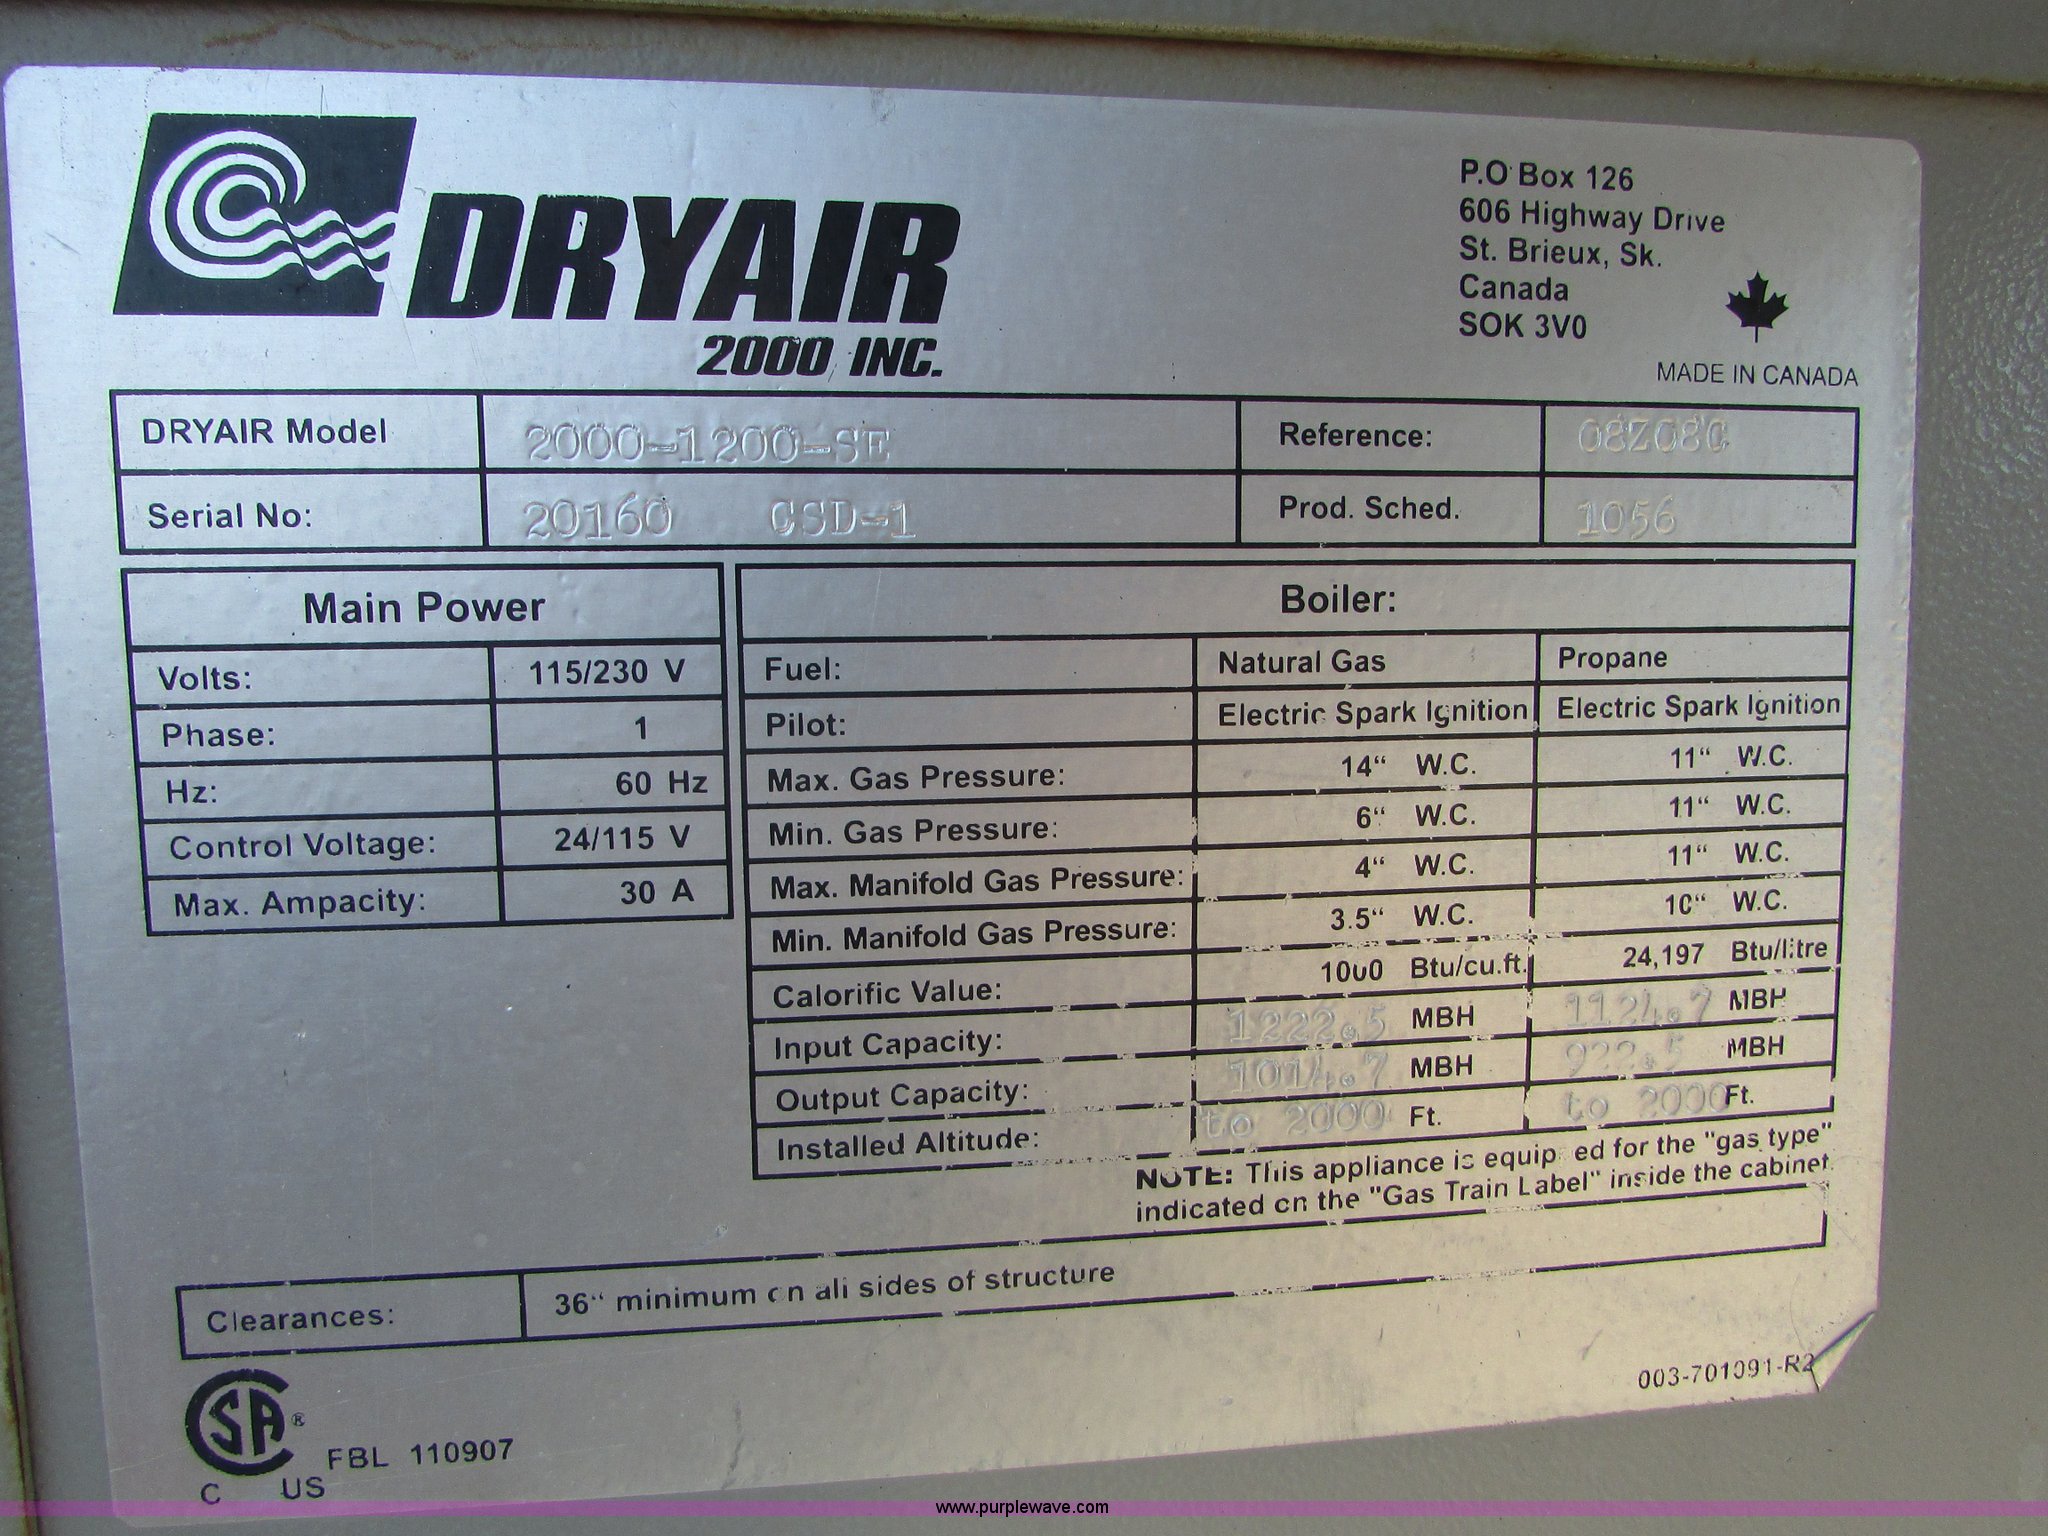 DRYAIR
2000 INC.
P.O Box 126
606 Highway Drive
St. Brieux, Sk.
Canada
SOK 3V0
MADE IN CANADA
DRYAIR Model 2000-1200-SE Reference: 08Z08C
Serial No: 20160 CSD-1 Prod. Sched. 1056
Main Power
Volts: 115/230 V
Phase: 1
Hz: 60 Hz
Control Voltage: 24/115 V
Max. Ampacity: 30 A
Boiler:
Fuel: Natural Gas Propane
Pilot: Electric Spark Ignition Electric Spark Ignition
Max. Gas Pressure: 14" W.C. 11" W.C.
Min. Gas Pressure: 6" W.C. 11" W.C.
Max. Manifold Gas Pressure: 4" W.C. 11" W.C.
Min. Manifold Gas Pressure: 3.5" W.C. 10" W.C.
Calorific Value: 1000 Btu/cu.ft. 24,197 Btu/litre
Input Capacity: 1222.5 MBH 1124.7 MBH
Output Capacity: 1014.7 MBH 922.5 MBH
Installed Altitude: to 2000 Ft. to 2000 Ft.
NOTE: This appliance is equipped for the "gas type"
indicated on the "Gas Train Label" inside the cabinet.
Clearances: 36" minimum on all sides of structure
003-701091-R2
CSA ®
C US
FBL 110907
www.purplewave.com